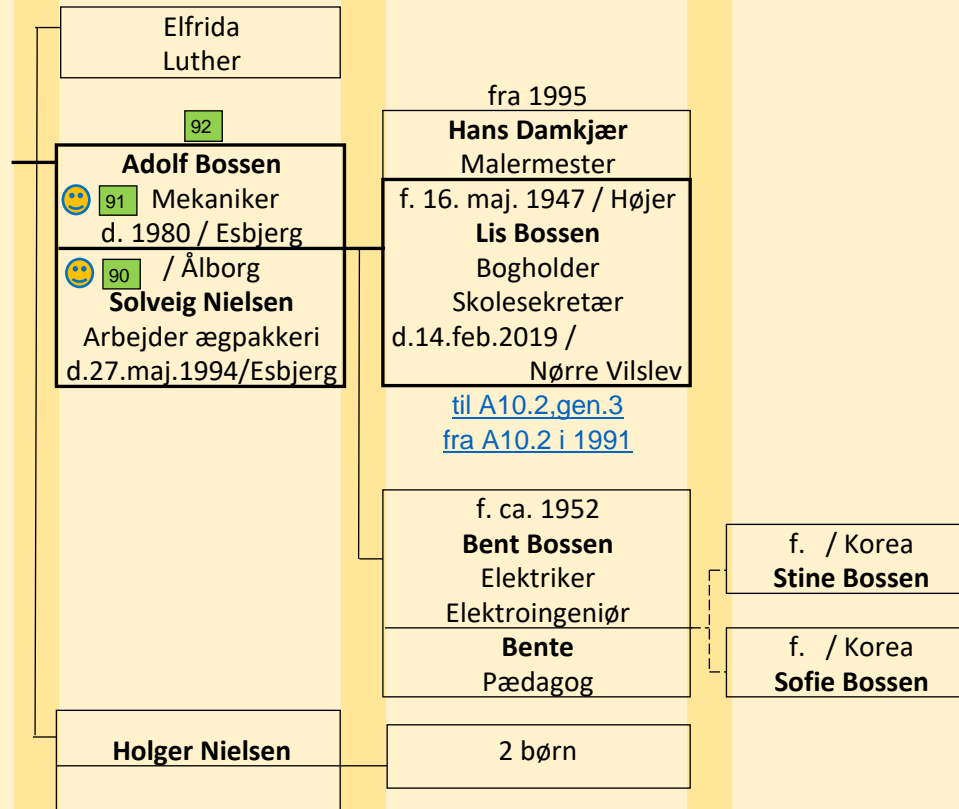 Elfrida
Luther
92
Adolf Bossen
91 Mekaniker
d. 1980 / Esbjerg
90 / Ålborg
Solveig Nielsen
Arbejder ægpakkeri
d.27.maj.1994/Esbjerg
fra 1995
Hans Damkjær
Malermester
f. 16. maj. 1947 / Højer
Lis Bossen
Bogholder
Skolesekretær
d.14.feb.2019 /
Nørre Vilslev
til A10.2,gen.3
fra A10.2 i 1991
f. ca. 1952
Bent Bossen
Elektriker
Elektroingeniør
Bente
Pædagog
f. / Korea
Stine Bossen
f. / Korea
Sofie Bossen
Holger Nielsen
2 børn